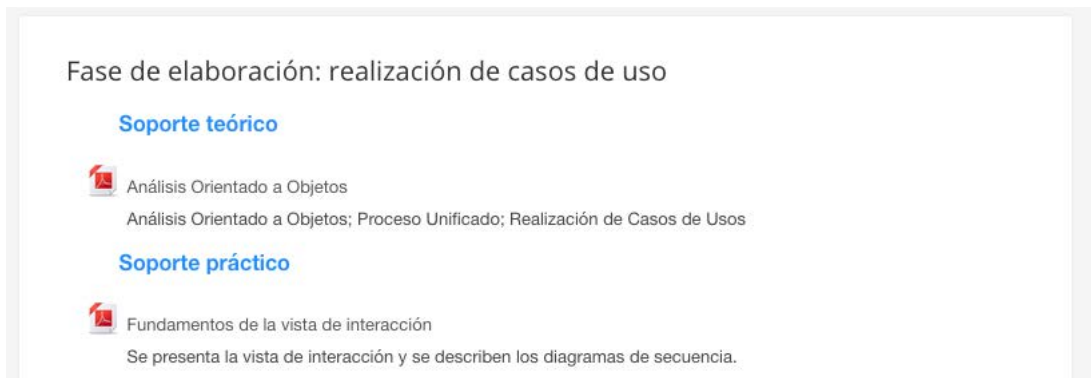 Fase de elaboración: realización de casos de uso
Soporte teórico
Análisis Orientado a Objetos
Análisis Orientado a Objetos; Proceso Unificado; Realización de Casos de Usos
Soporte práctico
Fundamentos de la vista de interacción
Se presenta la vista de interacción y se describen los diagramas de secuencia.